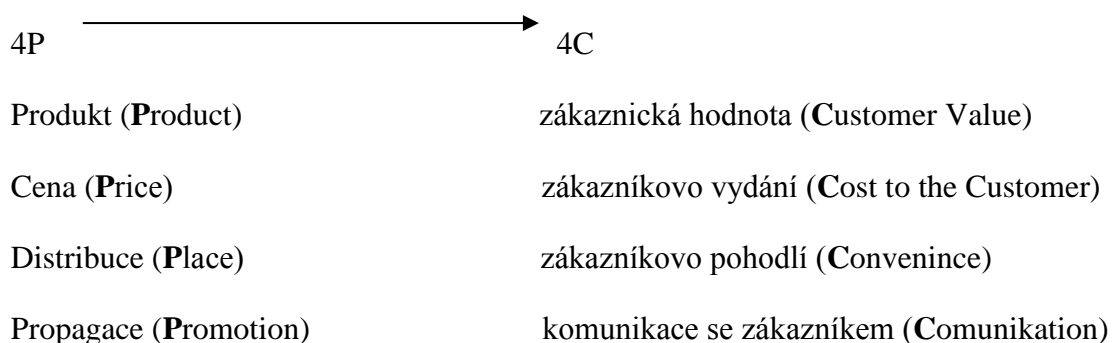 4P 4C
Produkt (Product) zákaznická hodnota (Customer Value)
Cena (Price) zákazníkovo vydání (Cost to the Customer)
Distribuce (Place) zákazníkovo pohodlí (Convenince)
Propagace (Promotion) komunikace se zákazníkem (Comunikation)